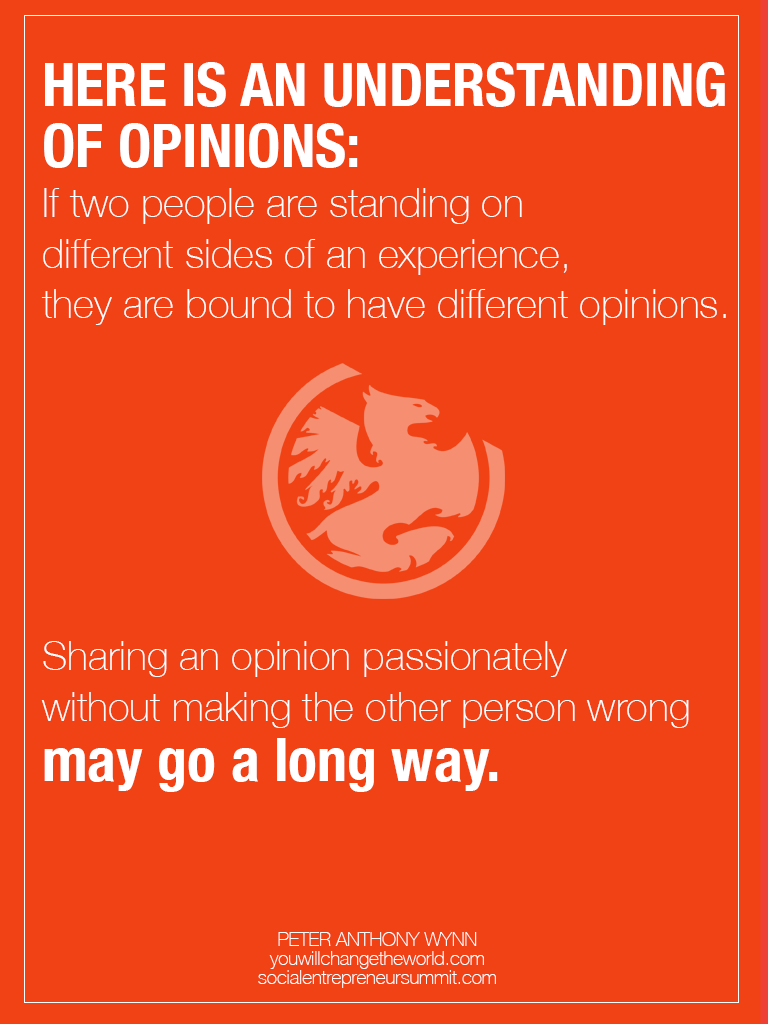 HERE IS AN UNDERSTANDING
OF OPINIONS:
If two people are standing on
different sides of an experience,
they are bound to have different opinions.
Sharing an opinion passionately
without making the other person wrong
may go a long way.
PETER ANTHONY WYNN
youwillchangetheworld.com
socialentrepreneursummit.com